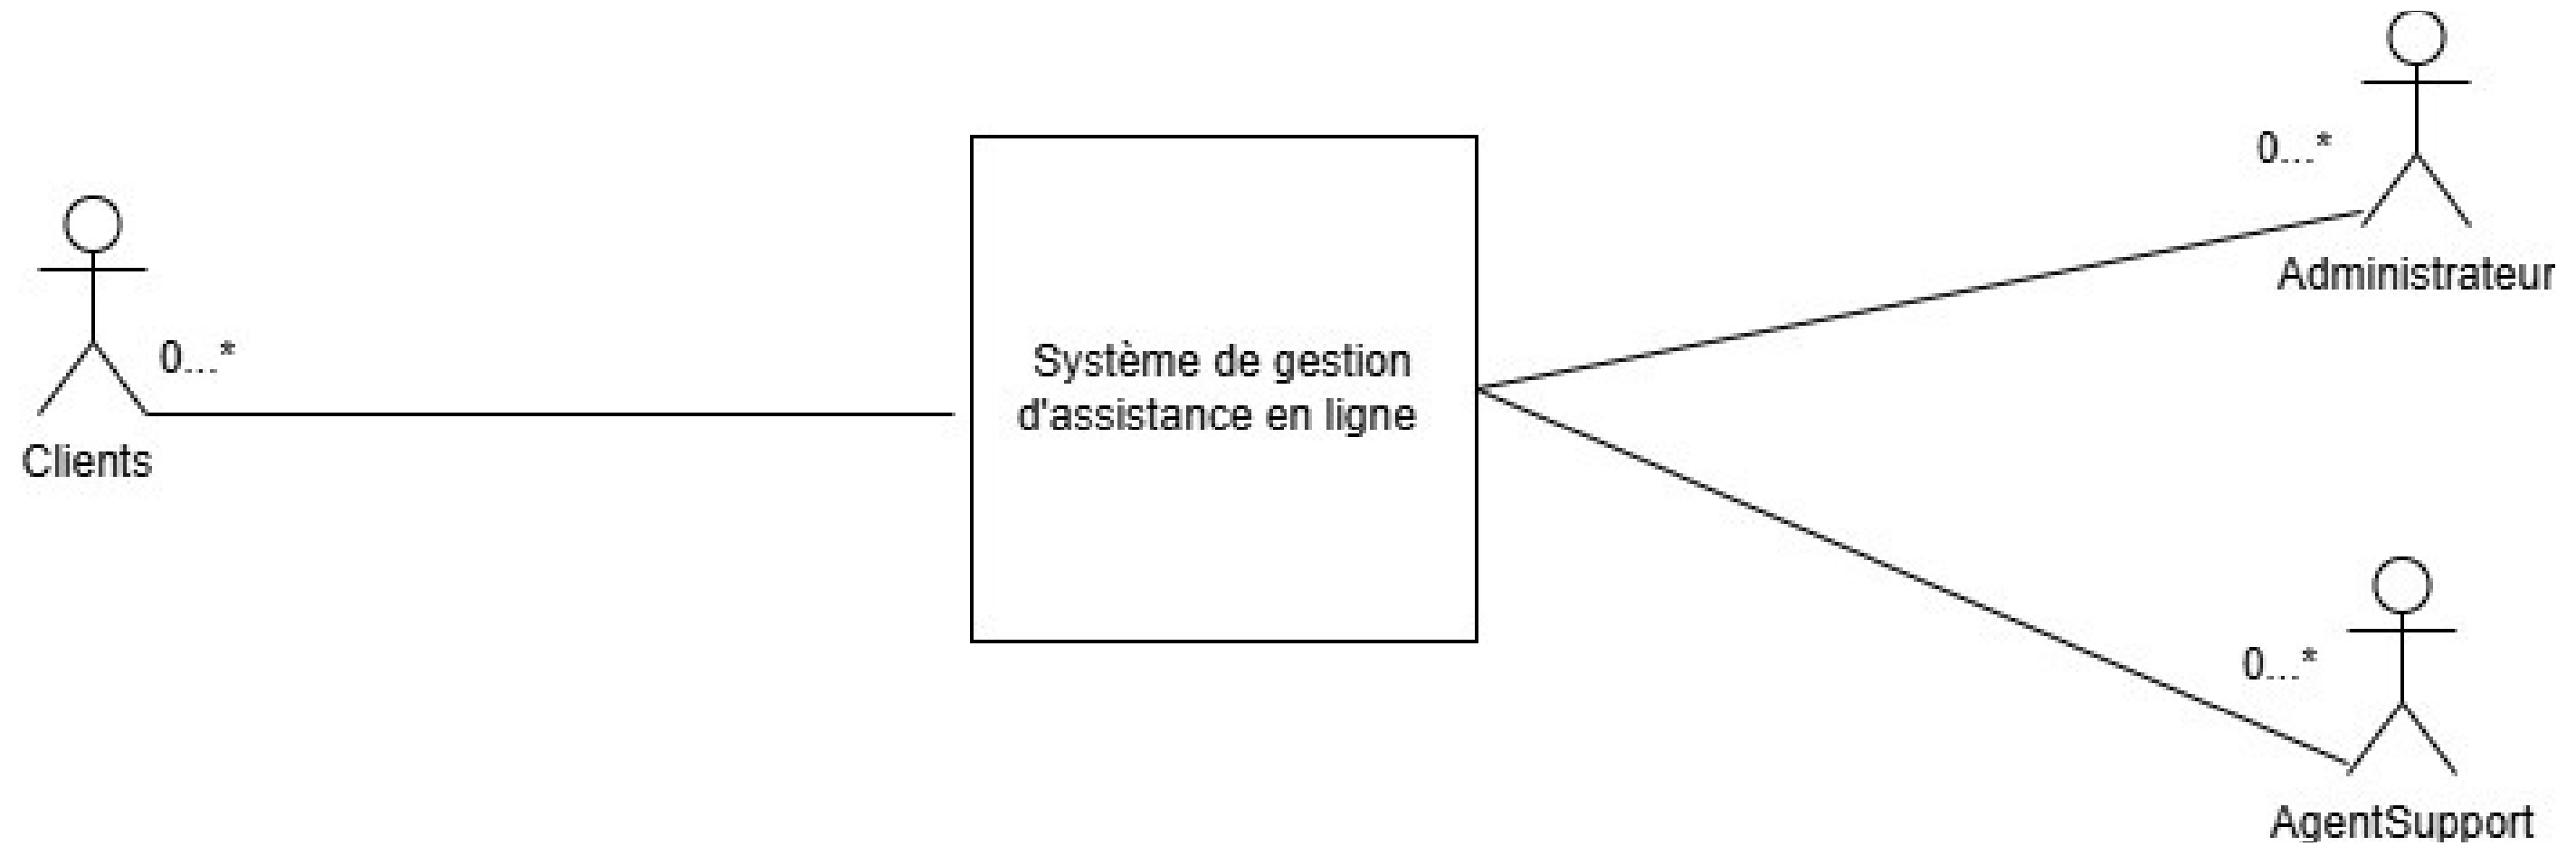 0...*
Administrateur
0...*
Clients
Système de gestion
d'assistance en ligne
0...*
AgentSupport